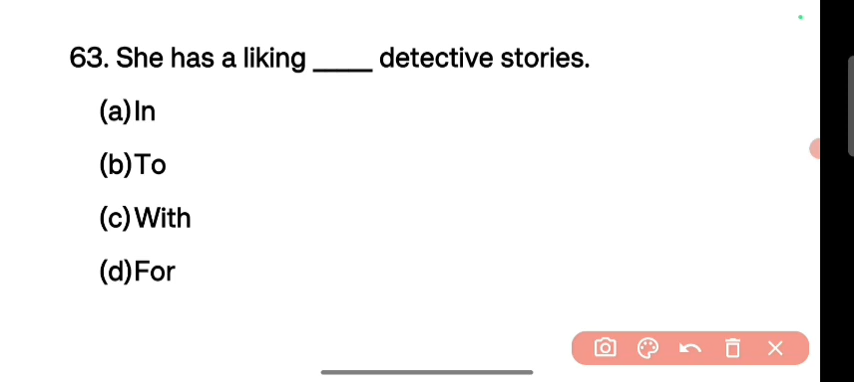 63. She has a liking ____ detective stories.
(a)In
(b)To
(c)With
(d)For